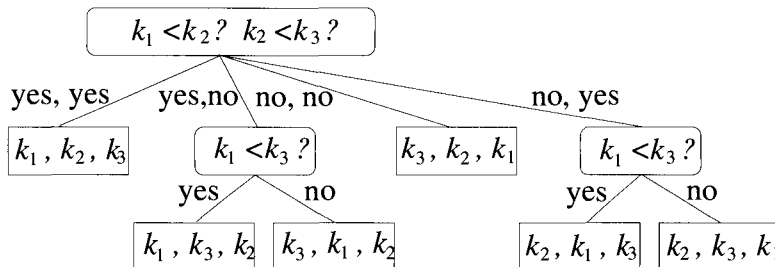 k₁ < k₂ ? k₂ < k₃ ?
yes, yes yes,no no, no no, yes
k₁ , k₂ , k₃ k₁ < k₃ ? k₃ , k₂ , k₁ k₁ < k₃ ?
yes no yes no
k₁ , k₃ , k₂ k₃ , k₁ , k₂ k₂ , k₁ , k₃ k₂ , k₃ , k₁